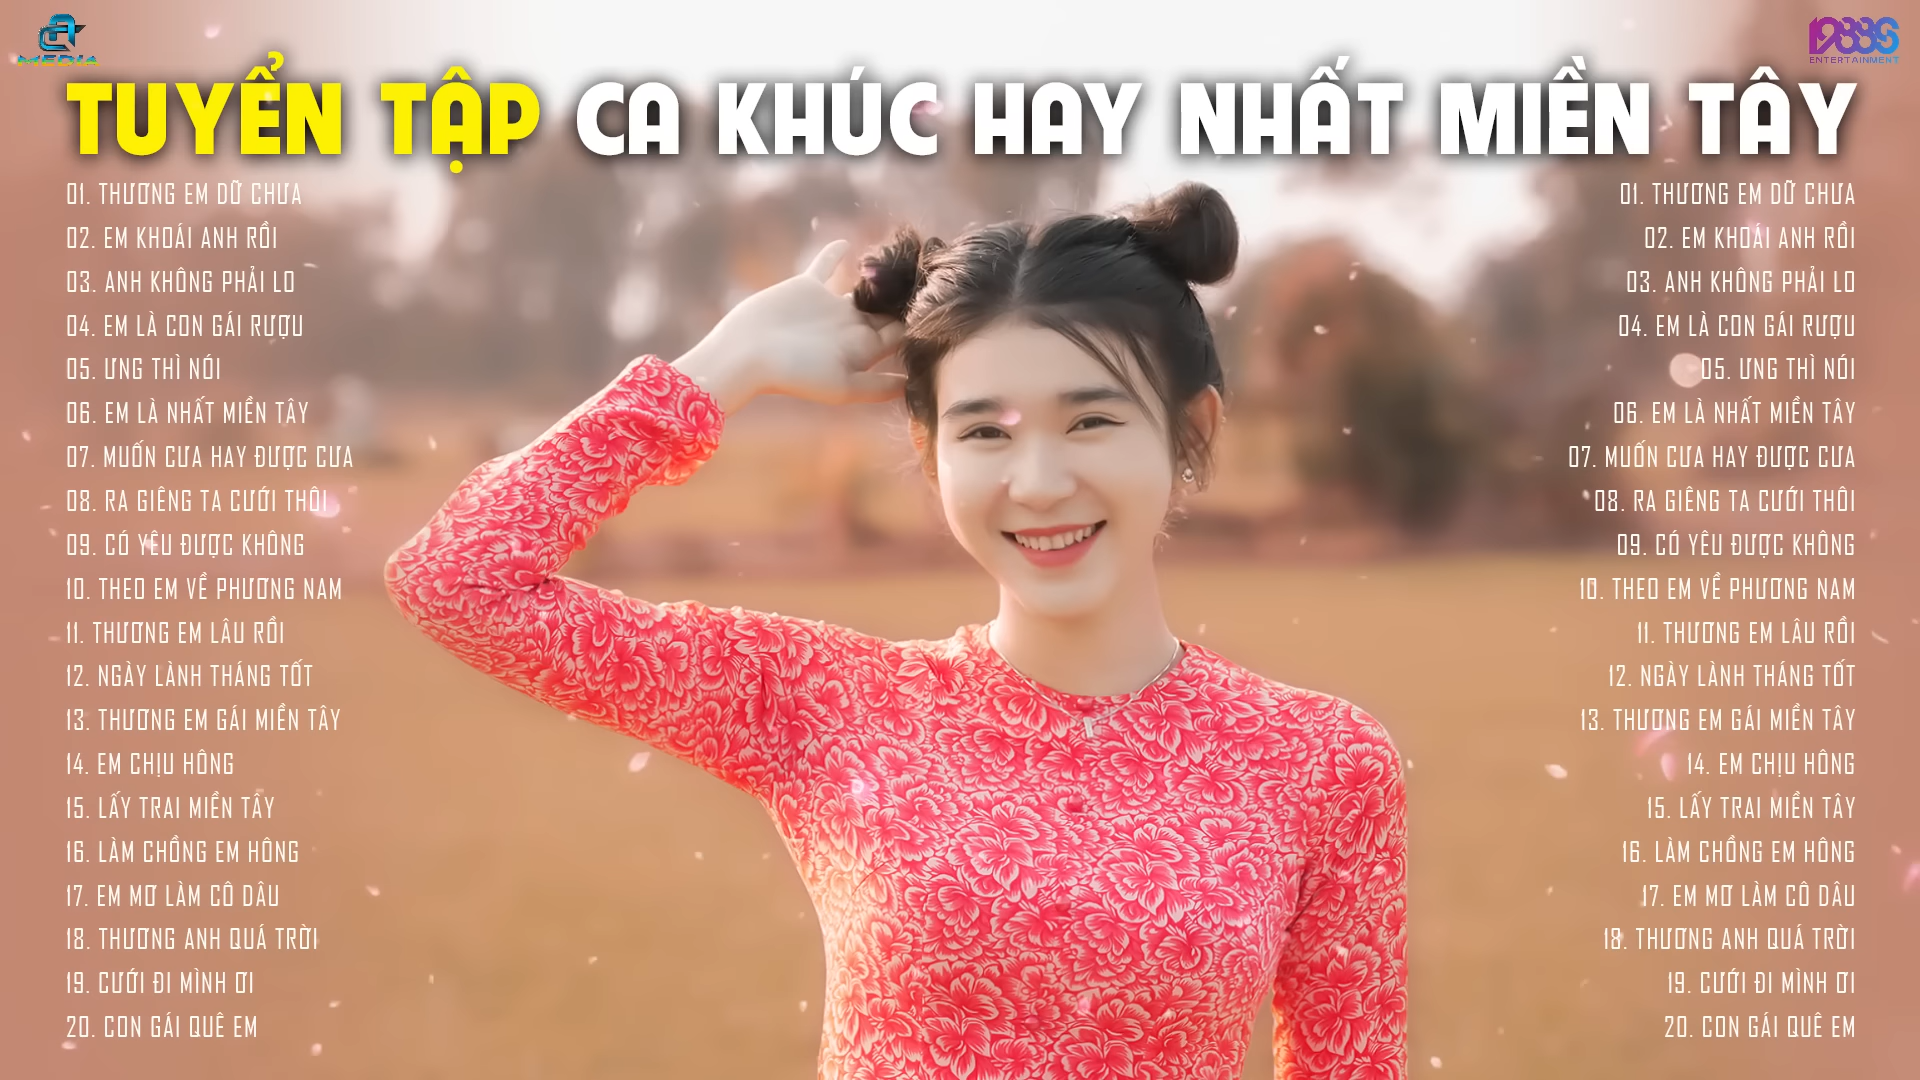 MEDIA
1988S
ENTERTAINMENT
TUYỂN TẬP CA KHÚC HAY NHẤT MIỀN TÂY
01. THƯƠNG EM DỮ CHƯA
02. EM KHOÁI ANH RỒI
03. ANH KHÔNG PHẢI LO
04. EM LÀ CON GÁI RƯỢU
05. ƯNG THÌ NÓI
06. EM LÀ NHẤT MIỀN TÂY
07. MUỐN CƯA HAY ĐƯỢC CƯA
08. RA GIÊNG TA CƯỚI THÔI
09. CÓ YÊU ĐƯỢC KHÔNG
10. THEO EM VỀ PHƯƠNG NAM
11. THƯƠNG EM LÂU RỒI
12. NGÀY LÀNH THÁNG TỐT
13. THƯƠNG EM GÁI MIỀN TÂY
14. EM CHỊU HÔNG
15. LẤY TRAI MIỀN TÂY
16. LÀM CHỒNG EM HÔNG
17. EM MƠ LÀM CÔ DÂU
18. THƯƠNG ANH QUÁ TRỜI
19. CƯỚI ĐI MÌNH ƠI
20. CON GÁI QUÊ EM
01. THƯƠNG EM DỮ CHƯA
02. EM KHOÁI ANH RỒI
03. ANH KHÔNG PHẢI LO
04. EM LÀ CON GÁI RƯỢU
05. ƯNG THÌ NÓI
06. EM LÀ NHẤT MIỀN TÂY
07. MUỐN CƯA HAY ĐƯỢC CƯA
08. RA GIÊNG TA CƯỚI THÔI
09. CÓ YÊU ĐƯỢC KHÔNG
10. THEO EM VỀ PHƯƠNG NAM
11. THƯƠNG EM LÂU RỒI
12. NGÀY LÀNH THÁNG TỐT
13. THƯƠNG EM GÁI MIỀN TÂY
14. EM CHỊU HÔNG
15. LẤY TRAI MIỀN TÂY
16. LÀM CHỒNG EM HÔNG
17. EM MƠ LÀM CÔ DÂU
18. THƯƠNG ANH QUÁ TRỜI
19. CƯỚI ĐI MÌNH ƠI
20. CON GÁI QUÊ EM